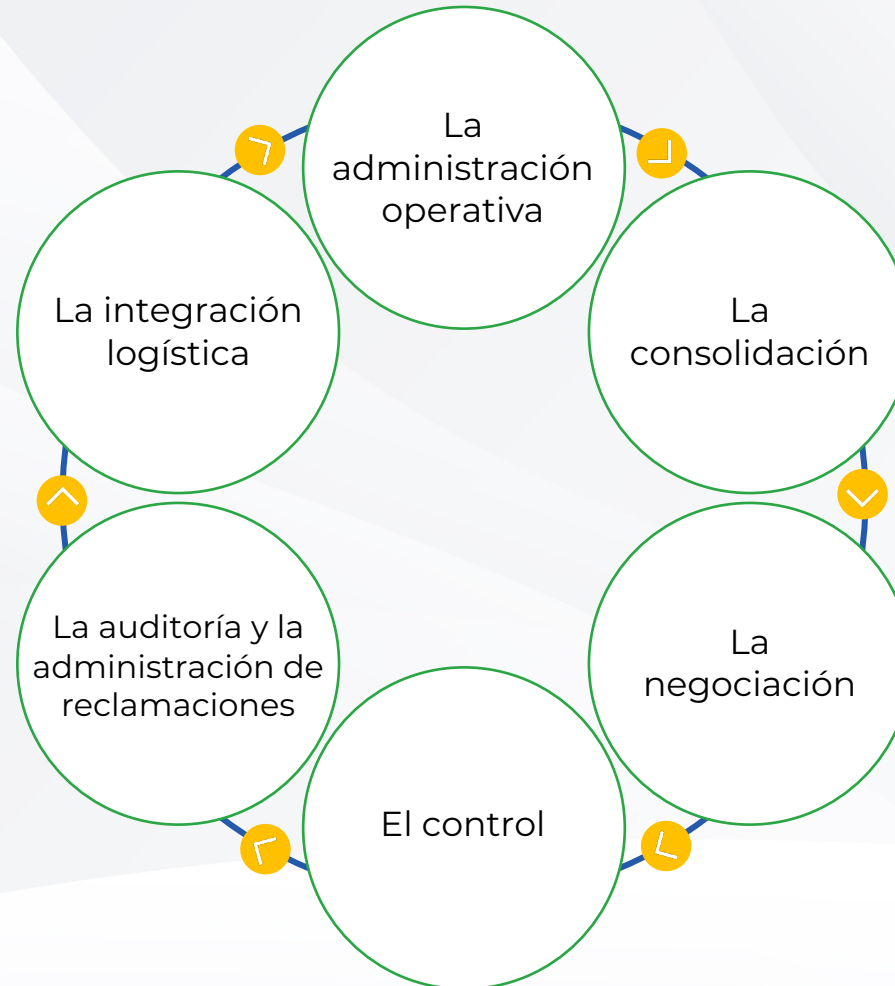 La
administración
operativa
La
consolidación
La
negociación
El control
La auditoría y la
administración de
reclamaciones
La integración
logística